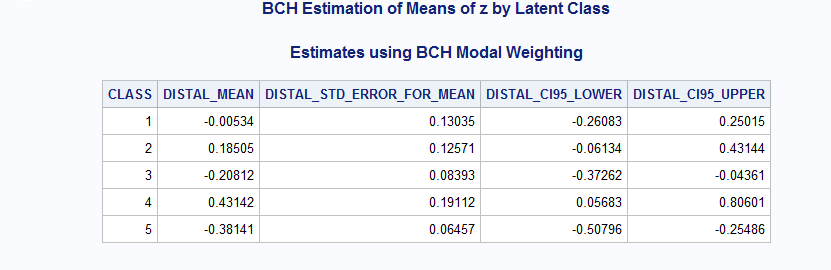 BCH Estimation of Means of z by Latent Class
Estimates using BCH Modal Weighting
CLASS DISTAL_MEAN DISTAL_STD_ERROR_FOR_MEAN DISTAL_CI95_LOWER DISTAL_CI95_UPPER
1 -0.00534 0.13035 -0.26083 0.25015
2 0.18505 0.12571 -0.06134 0.43144
3 -0.20812 0.08393 -0.37262 -0.04361
4 0.43142 0.19112 0.05683 0.80601
5 -0.38141 0.06457 -0.50796 -0.25486